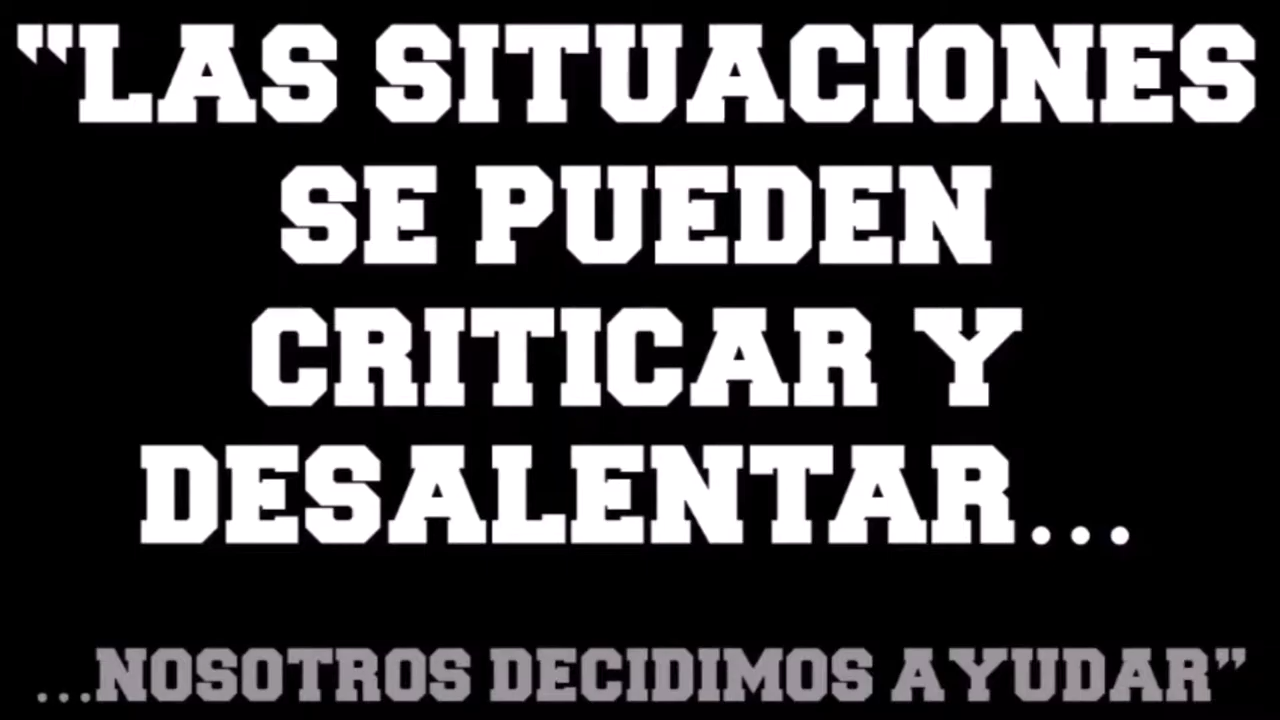 "LAS SITUACIONES
SE PUEDEN
CRITICAR Y
DESALENTAR...
...NOSOTROS DECIDIMOS AYUDAR"